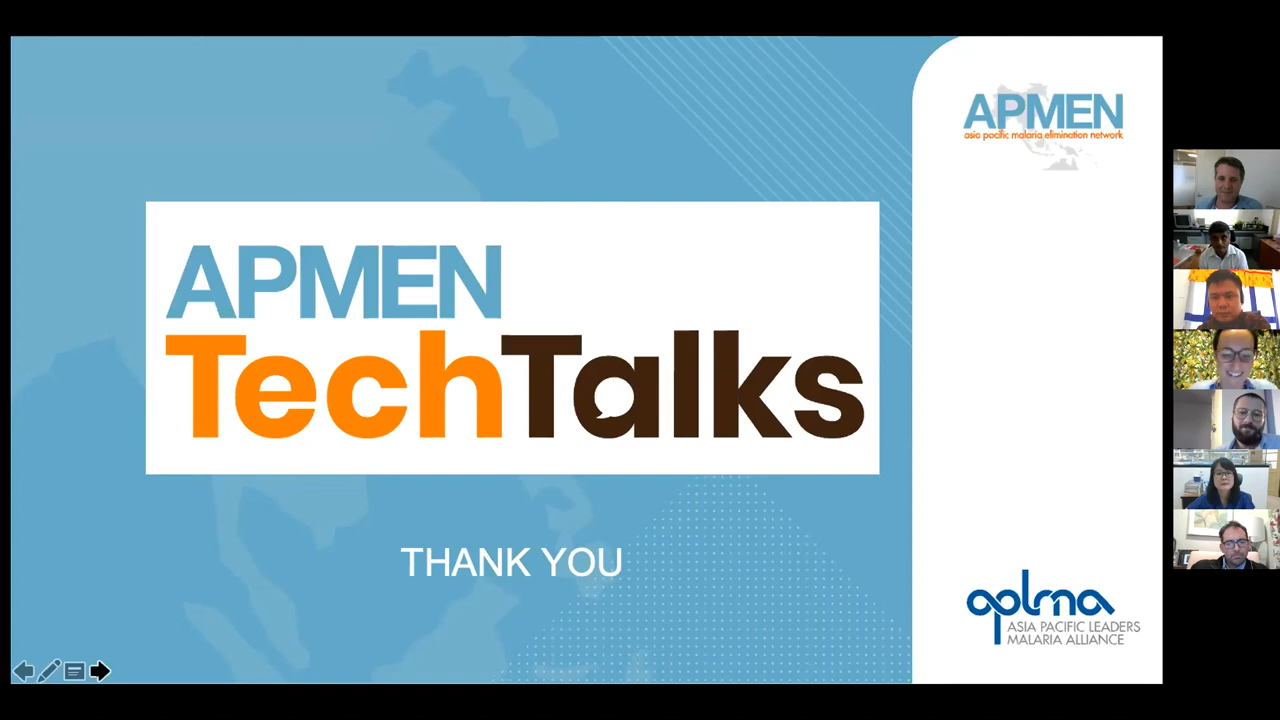 APMEN
TechTalks
THANK YOU
APMEN
asia pacific malaria elimination network
aplma
ASIA PACIFIC LEADERS
MALARIA ALLIANCE